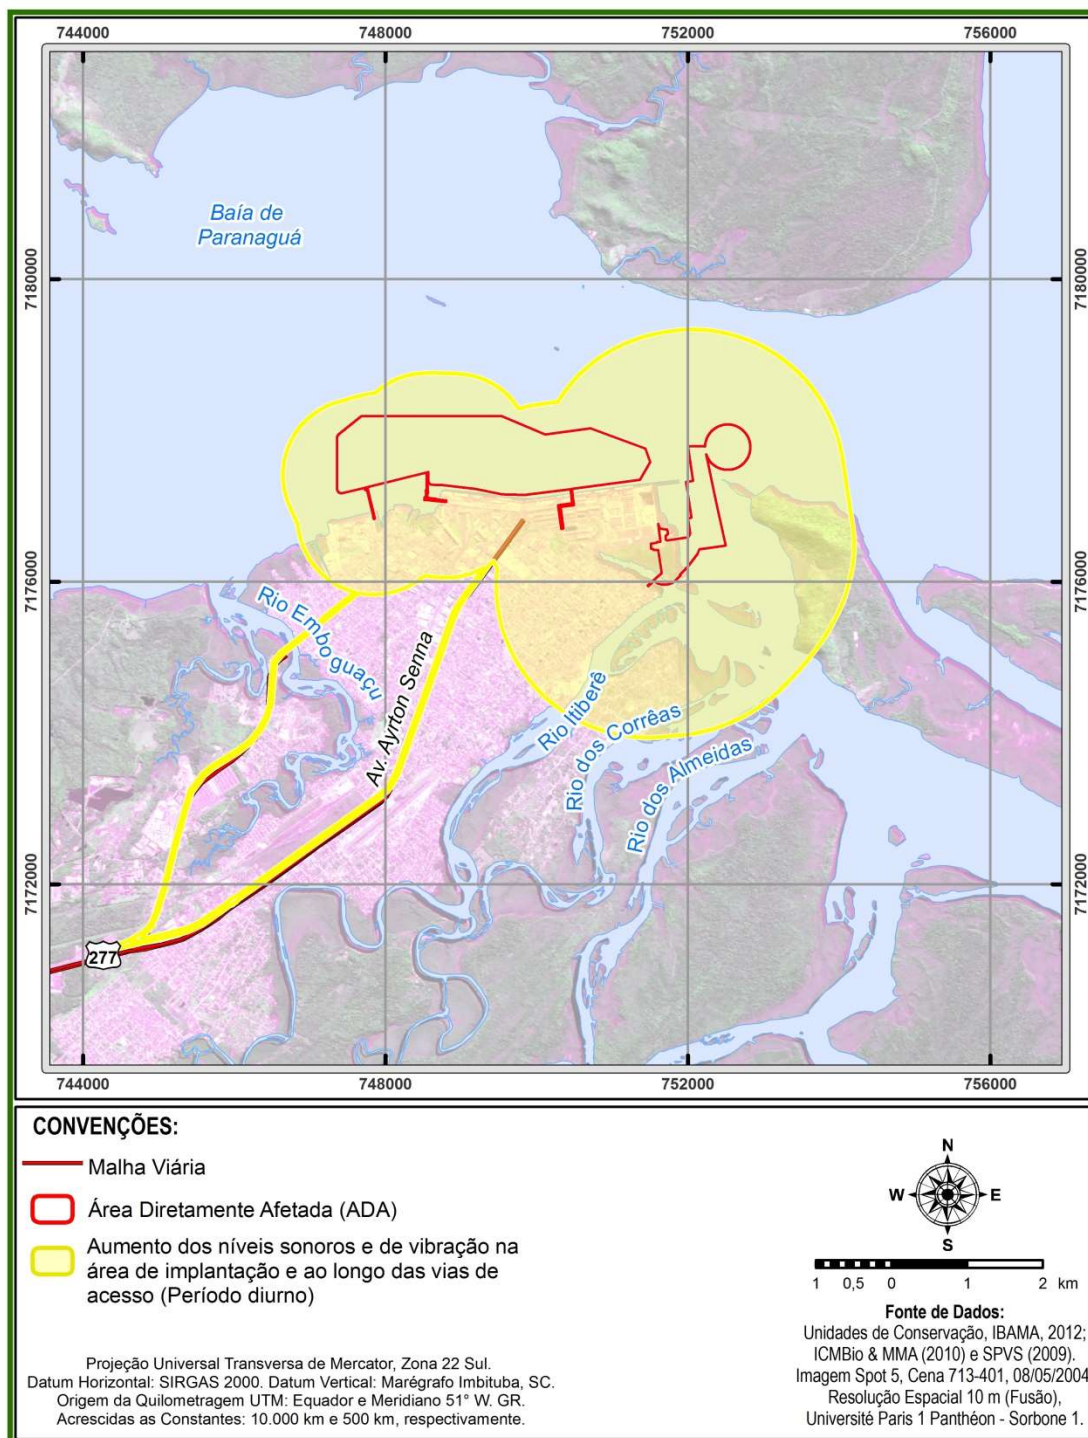 744000 748000 752000 756000
Baía de
Paranaguá
7180000 7180000
7176000 7176000
Rio Emboguaçu
Av. Ayrton Senna
Rio Itiberê
Rio dos Corrêas
Rio dos Almeidas
7172000 7172000
277
744000 748000 752000 756000
CONVENÇÕES:
Malha Viária
Área Diretamente Afetada (ADA)
Aumento dos níveis sonoros e de vibração na
área de implantação e ao longo das vias de
acesso (Período diurno)
Projeção Universal Transversa de Mercator, Zona 22 Sul.
Datum Horizontal: SIRGAS 2000. Datum Vertical: Marégrafo Imbituba, SC.
Origem da Quilometragem UTM: Equador e Meridiano 51° W. GR.
Acrescidas as Constantes: 10.000 km e 500 km, respectivamente.
N
W E
S
1 0,5 0 1 2 km
Fonte de Dados:
Unidades de Conservação, IBAMA, 2012;
ICMBio & MMA (2010) e SPVS (2009).
Imagem Spot 5, Cena 713-401, 08/05/2004
Resolução Espacial 10 m (Fusão),
Université Paris 1 Panthéon - Sorbone 1.